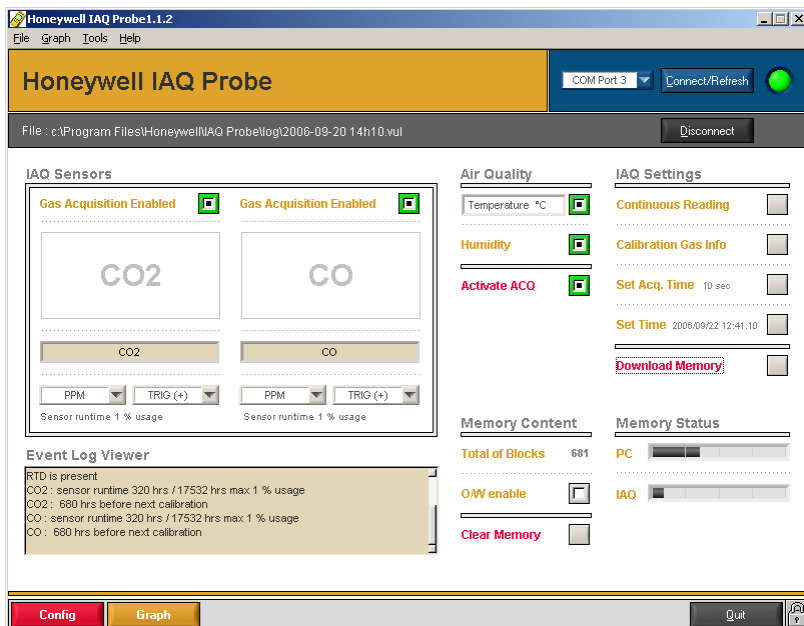 Honeywell IAQ Probe1.1.2
File Graph Tools Help
Honeywell IAQ Probe
COM Port 3
Connect/Refresh
File : c:\Program Files\Honeywell\IAQ Probe\log\2006-09-20 14h10.vul
Disconnect
IAQ Sensors
Gas Acquisition Enabled
Gas Acquisition Enabled
CO2
CO
CO2
CO
PPM
TRIG (+)
PPM
TRIG (+)
Sensor runtime 1 % usage
Sensor runtime 1 % usage
Air Quality
Temperature °C
Humidity
Activate ACQ
IAQ Settings
Continuous Reading
Calibration Gas Info
Set Acq. Time 10 sec
Set Time 2006/09/22 12:41:10
Download Memory
Event Log Viewer
RTD is present
CO2 : sensor runtime 320 hrs / 17532 hrs max 1 % usage
CO2 : 680 hrs before next calibration
CO : sensor runtime 320 hrs / 17532 hrs max 1 % usage
CO : 680 hrs before next calibration
Memory Content
Total of Blocks 681
O/W enable
Clear Memory
Memory Status
PC
IAQ
Config
Graph
Quit